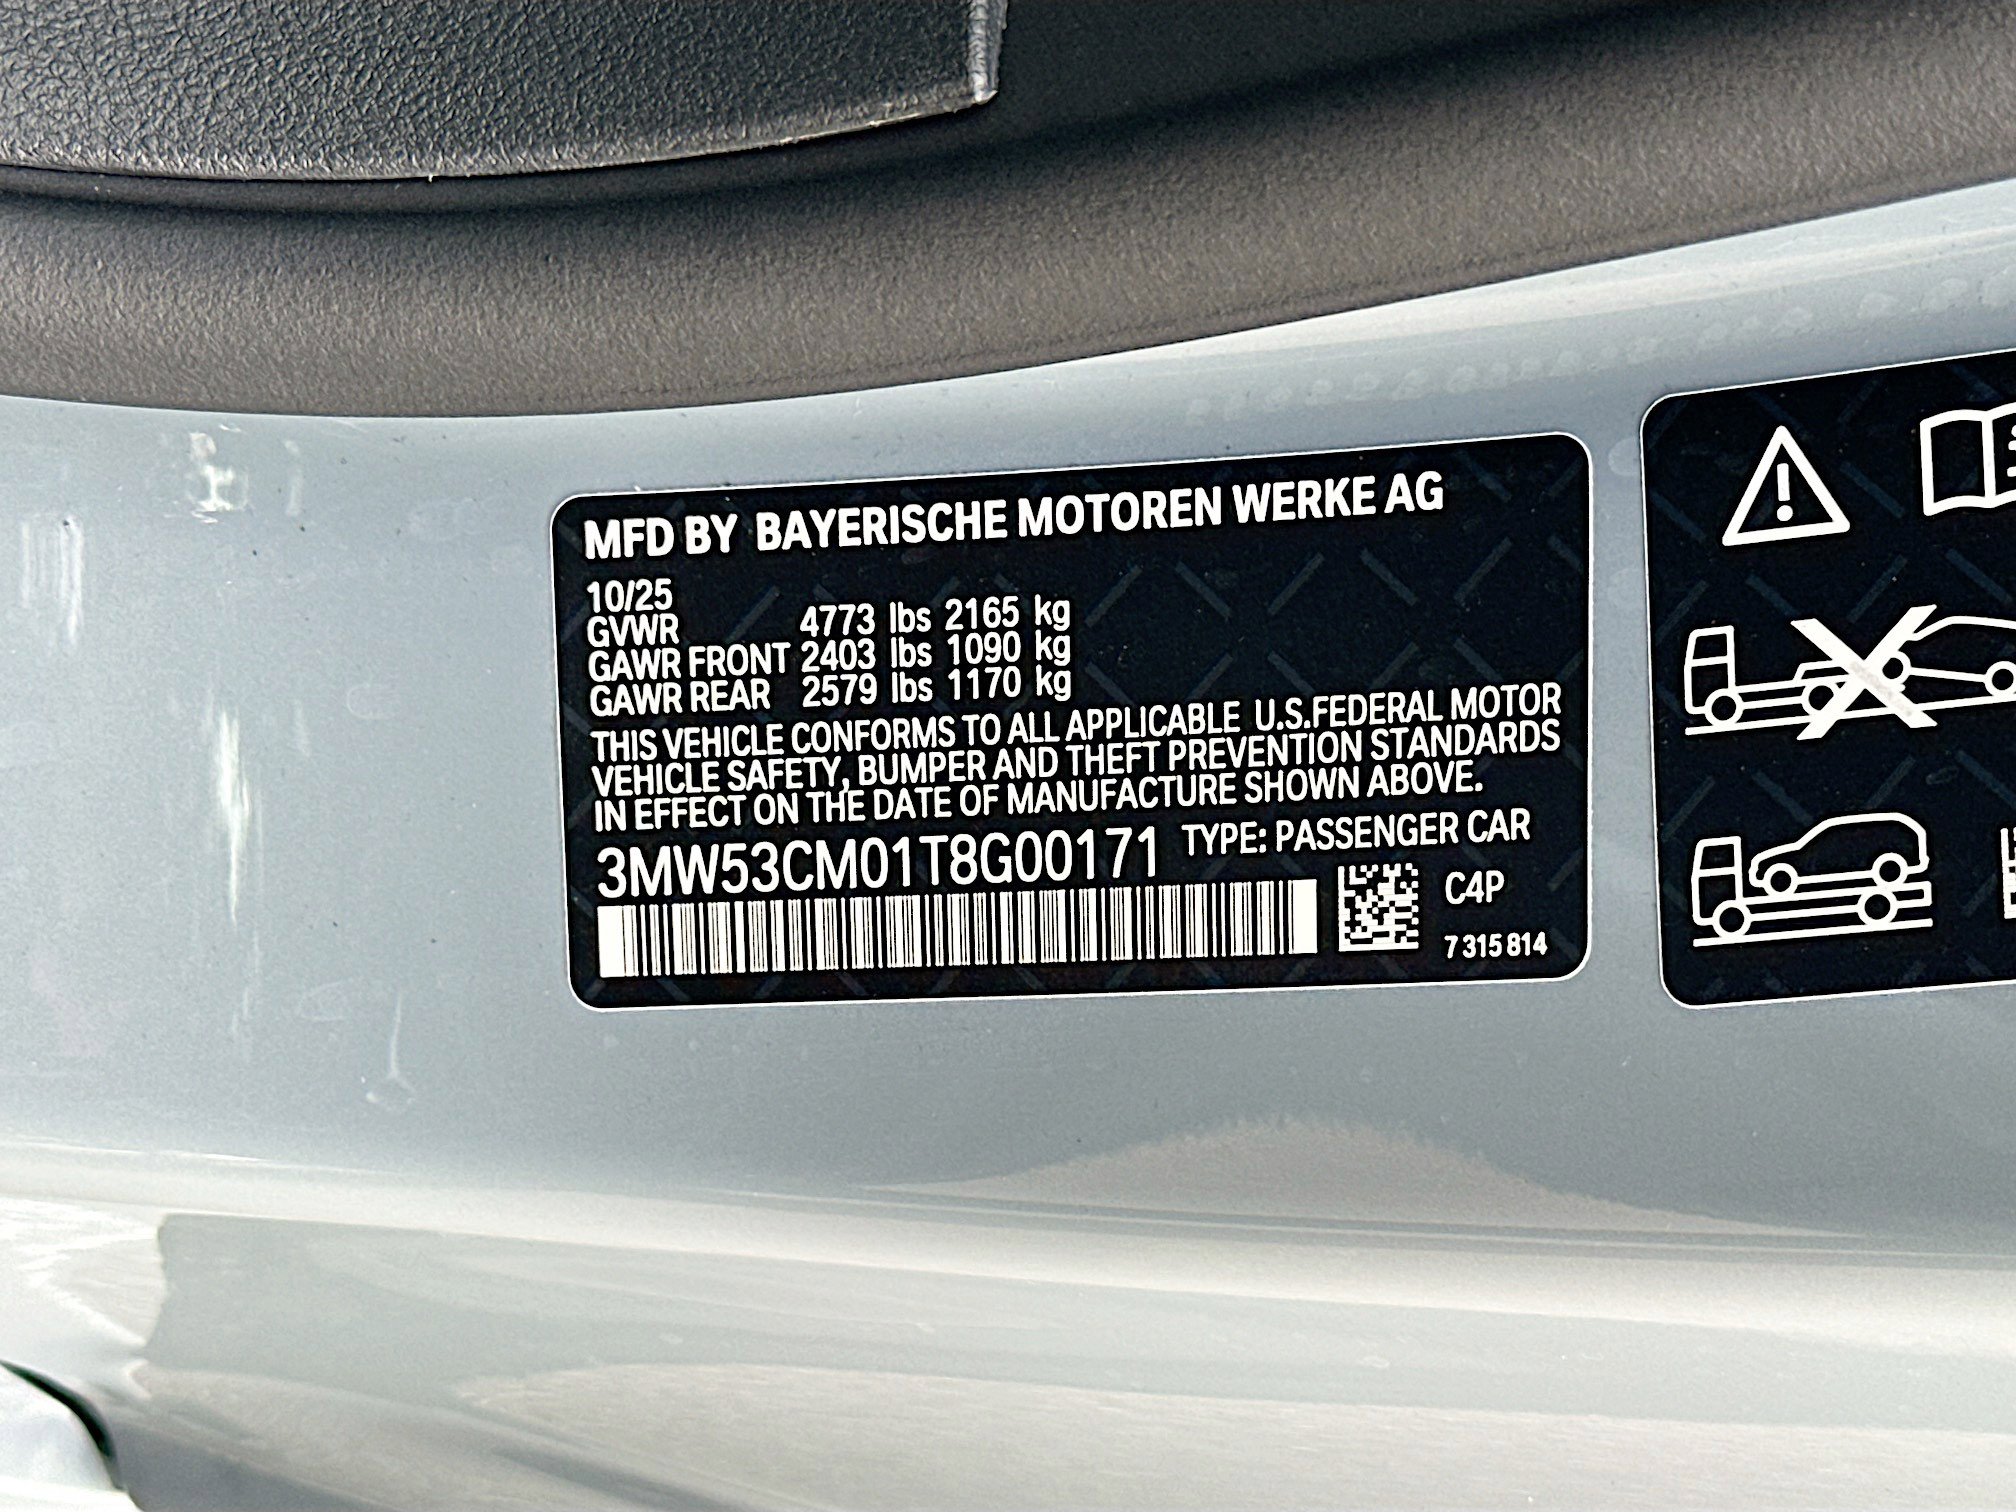 MFD BY BAYERISCHE MOTOREN WERKE AG
10/25
GVWR 4773 lbs 2165 kg
GAWR FRONT 2403 lbs 1090 kg
GAWR REAR 2579 lbs 1170 kg
THIS VEHICLE CONFORMS TO ALL APPLICABLE U.S.FEDERAL MOTOR
VEHICLE SAFETY, BUMPER AND THEFT PREVENTION STANDARDS
IN EFFECT ON THE DATE OF MANUFACTURE SHOWN ABOVE.
3MW53CM01T8G00171 TYPE: PASSENGER CAR
C4P
7 315 814